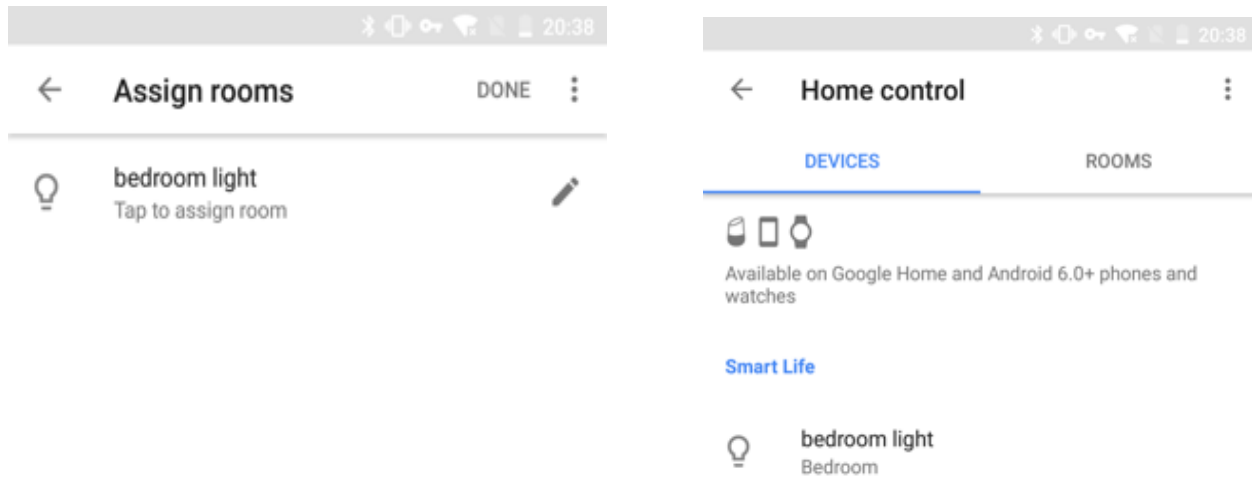 20:38
Assign rooms
DONE
bedroom light
Tap to assign room
20:38
Home control
DEVICES
ROOMS
Available on Google Home and Android 6.0+ phones and
watches
Smart Life
bedroom light
Bedroom